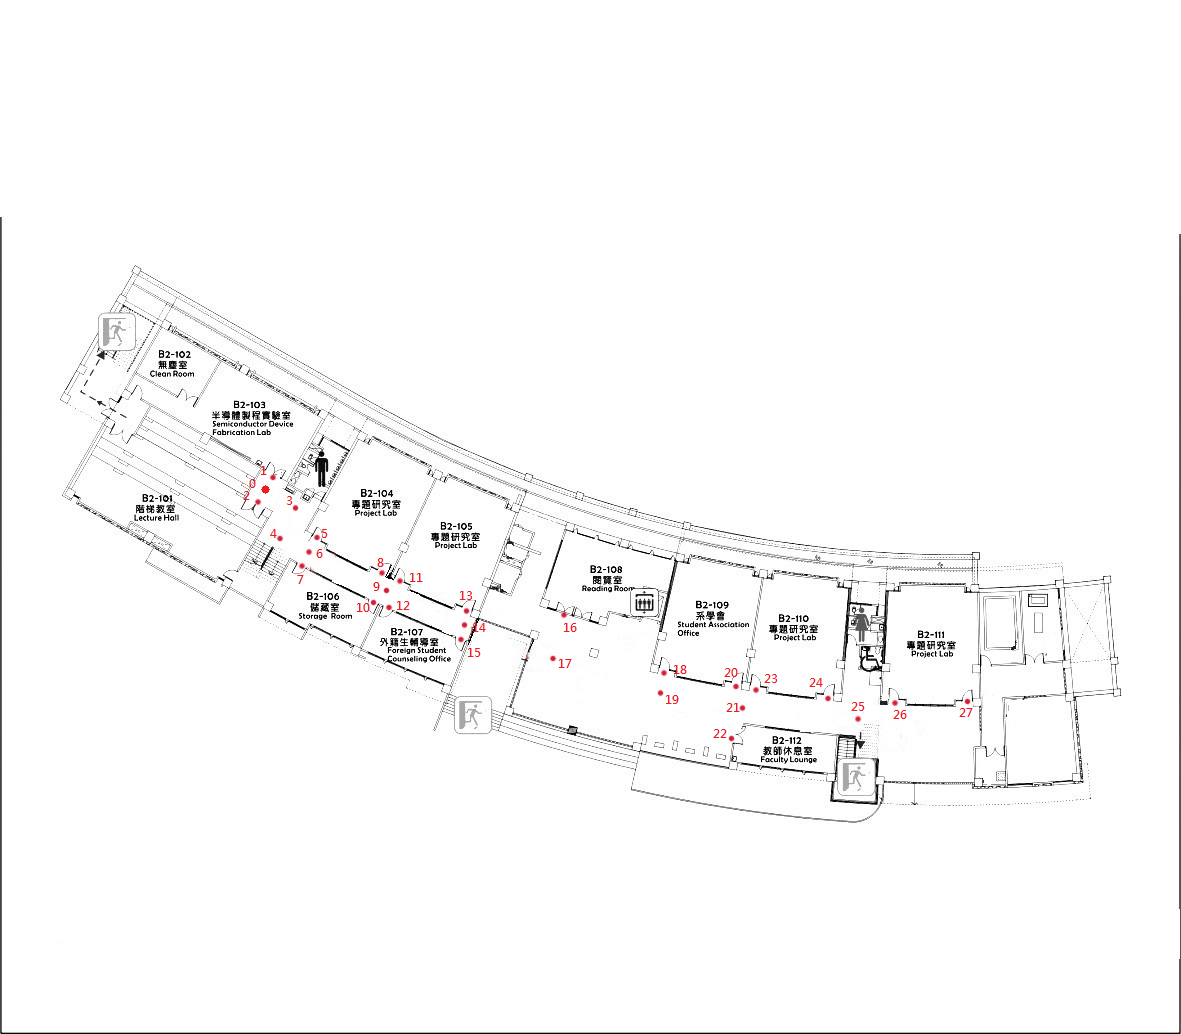 B2-102
無塵室
Clean Room
B2-103
半導體製程實驗室
Semiconductor Device
Fabrication Lab
B2-101
階梯教室
Lecture Hall
B2-104
專題研究室
Project Lab
B2-105
專題研究室
Project Lab
B2-106
儲藏室
Storage Room
B2-107
外籍生輔導室
Foreign Student
Counseling Office
B2-108
閱覽室
Reading Room
B2-109
系學會
Student Association
Office
B2-110
專題研究室
Project Lab
B2-111
專題研究室
Project Lab
B2-112
教師休息室
Faculty Lounge
0
1
2
3
4
5
6
7
8
9
10
11
12
13
14
15
16
17
18
19
20
21
22
23
24
25
26
27